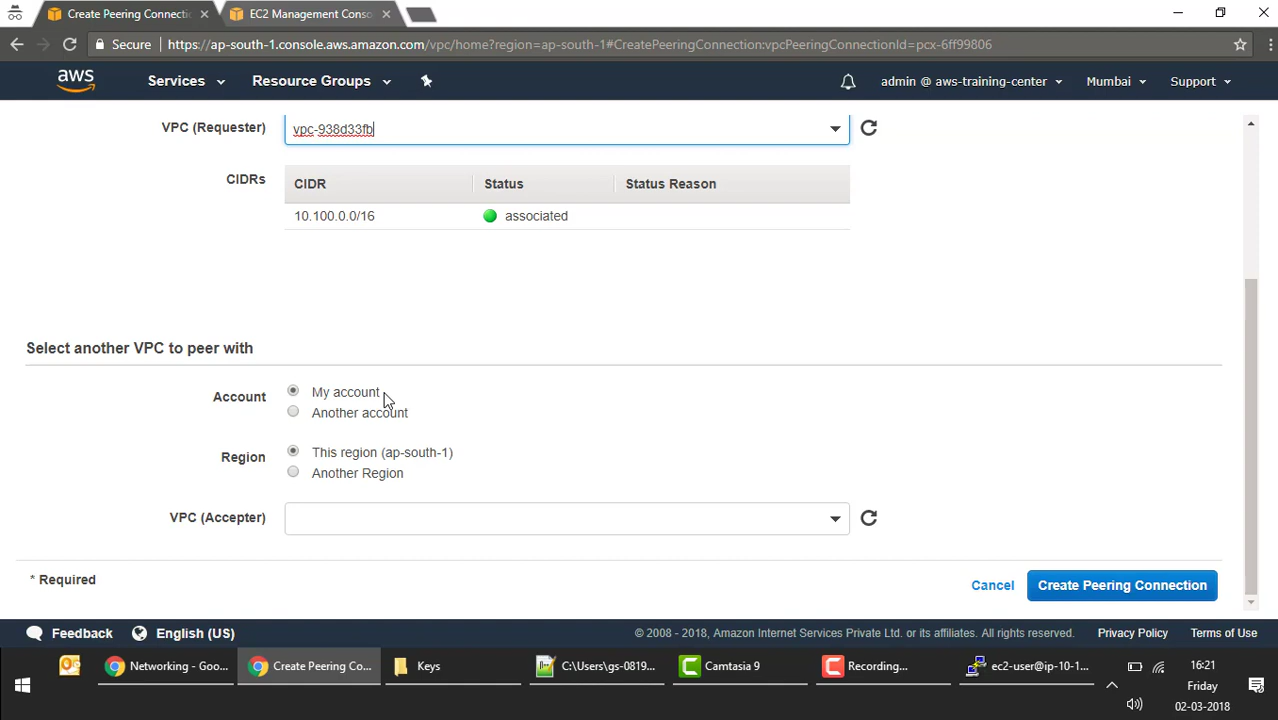 Create Peering Connectic
EC2 Management Conso
Secure https://ap-south-1.console.aws.amazon.com/vpc/home?region=ap-south-1#CreatePeeringConnection:vpcPeeringConnectionId=pcx-6ff99806
aws Services Resource Groups admin @ aws-training-center Mumbai Support
VPC (Requester) vpc-938d33fb
CIDRs CIDR Status Status Reason
10.100.0.0/16 associated
Select another VPC to peer with
Account My account
Another account
Region This region (ap-south-1)
Another Region
VPC (Accepter)
* Required
Cancel Create Peering Connection
Feedback English (US) © 2008 - 2018, Amazon Internet Services Private Ltd. or its affiliates. All rights reserved. Privacy Policy Terms of Use
Networking - Goo... Create Peering Co... Keys C:\Users\gs-0819... Camtasia 9 Recording... ec2-user@ip-10-1...
16:21
Friday
02-03-2018